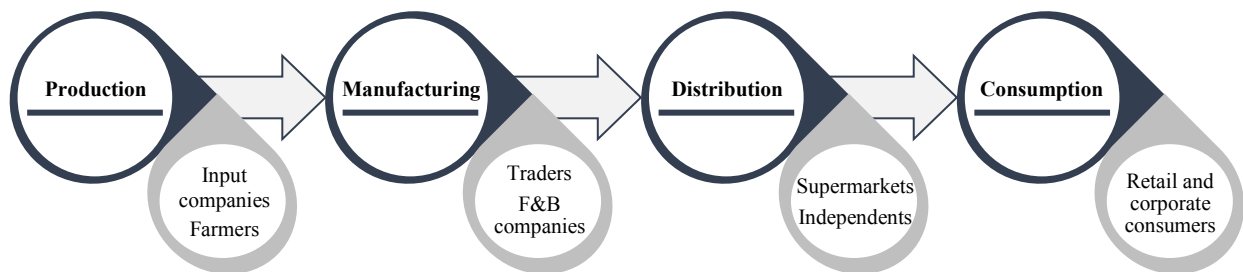 Production
Manufacturing
Distribution
Consumption
Input
companies
Farmers
Traders
F&B
companies
Supermarkets
Independents
Retail and
corporate
consumers